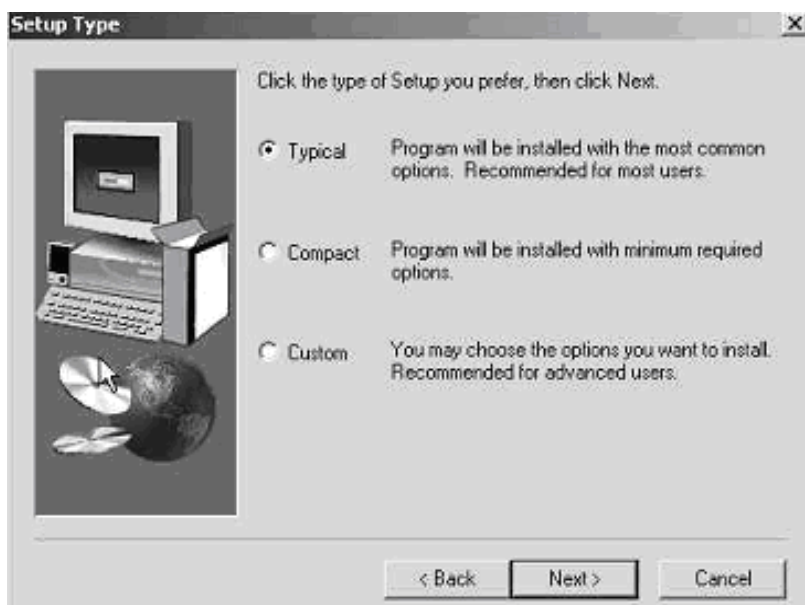 Setup Type
Click the type of Setup you prefer, then click Next.
Typical
Program will be installed with the most common
options. Recommended for most users.
Compact
Program will be installed with minimum required
options.
Custom
You may choose the options you want to install.
Recommended for advanced users.
< Back
Next >
Cancel